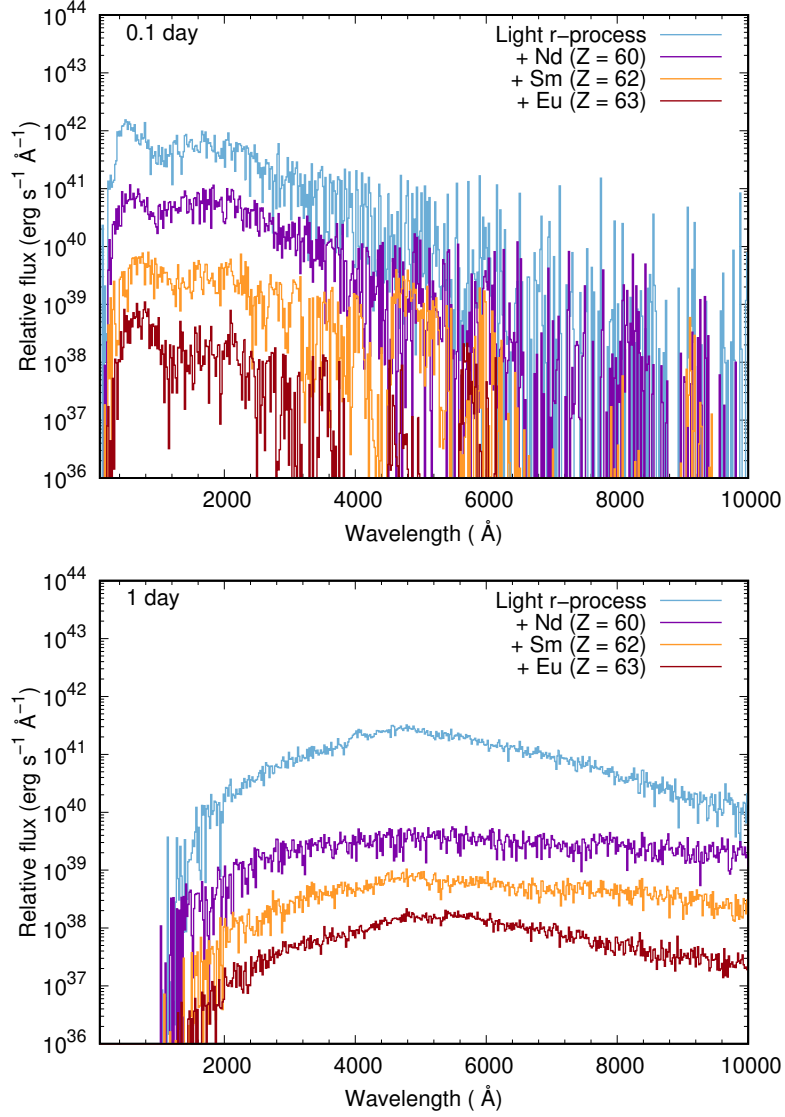 0.1 day
Light r−process
+ Nd (Z = 60)
+ Sm (Z = 62)
+ Eu (Z = 63)
10^44
10^43
10^42
10^41
10^40
10^39
10^38
10^37
10^36
Relative flux (erg s^−1 Å^−1)
2000 4000 6000 8000 10000
Wavelength ( Å)
1 day
Light r−process
+ Nd (Z = 60)
+ Sm (Z = 62)
+ Eu (Z = 63)
10^44
10^43
10^42
10^41
10^40
10^39
10^38
10^37
10^36
Relative flux (erg s^−1 Å^−1)
2000 4000 6000 8000 10000
Wavelength ( Å)